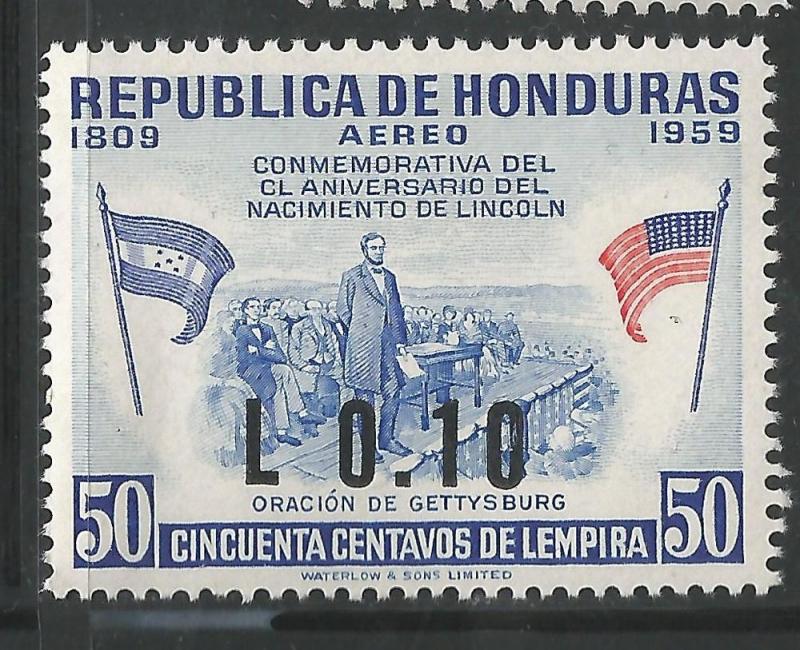 REPUBLICA DE HONDURAS
1809 AEREO 1959
CONMEMORATIVA DEL
CL ANIVERSARIO DEL
NACIMIENTO DE LINCOLN
L 0.10
ORACIÓN DE GETTYSBURG
50 CINCUENTA CENTAVOS DE LEMPIRA 50
WATERLOW & SONS LIMITED